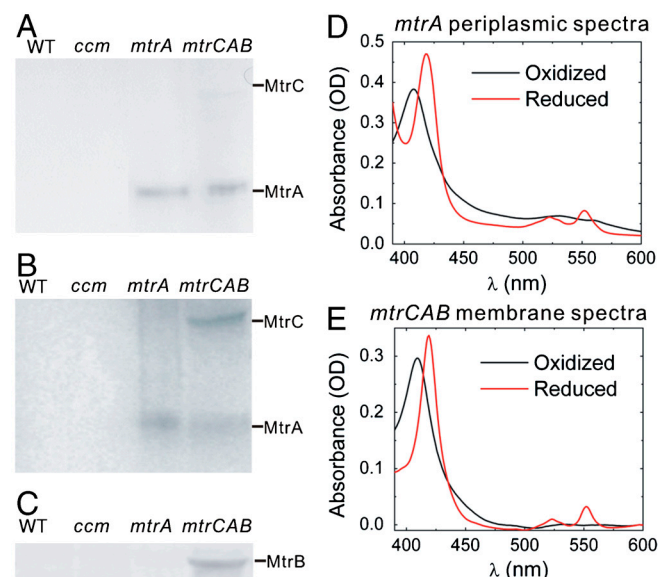 A
WT ccm mtrA mtrCAB
MtrC
MtrA
B
WT ccm mtrA mtrCAB
MtrC
MtrA
C
WT ccm mtrA mtrCAB
MtrB
D mtrA periplasmic spectra
Absorbance (OD)
0.5
0.4
0.3
0.2
0.1
0.0
Oxidized
Reduced
400 450 500 550 600
λ (nm)
E mtrCAB membrane spectra
Absorbance (OD)
0.3
0.2
0.1
0.0
Oxidized
Reduced
400 450 500 550 600
λ (nm)